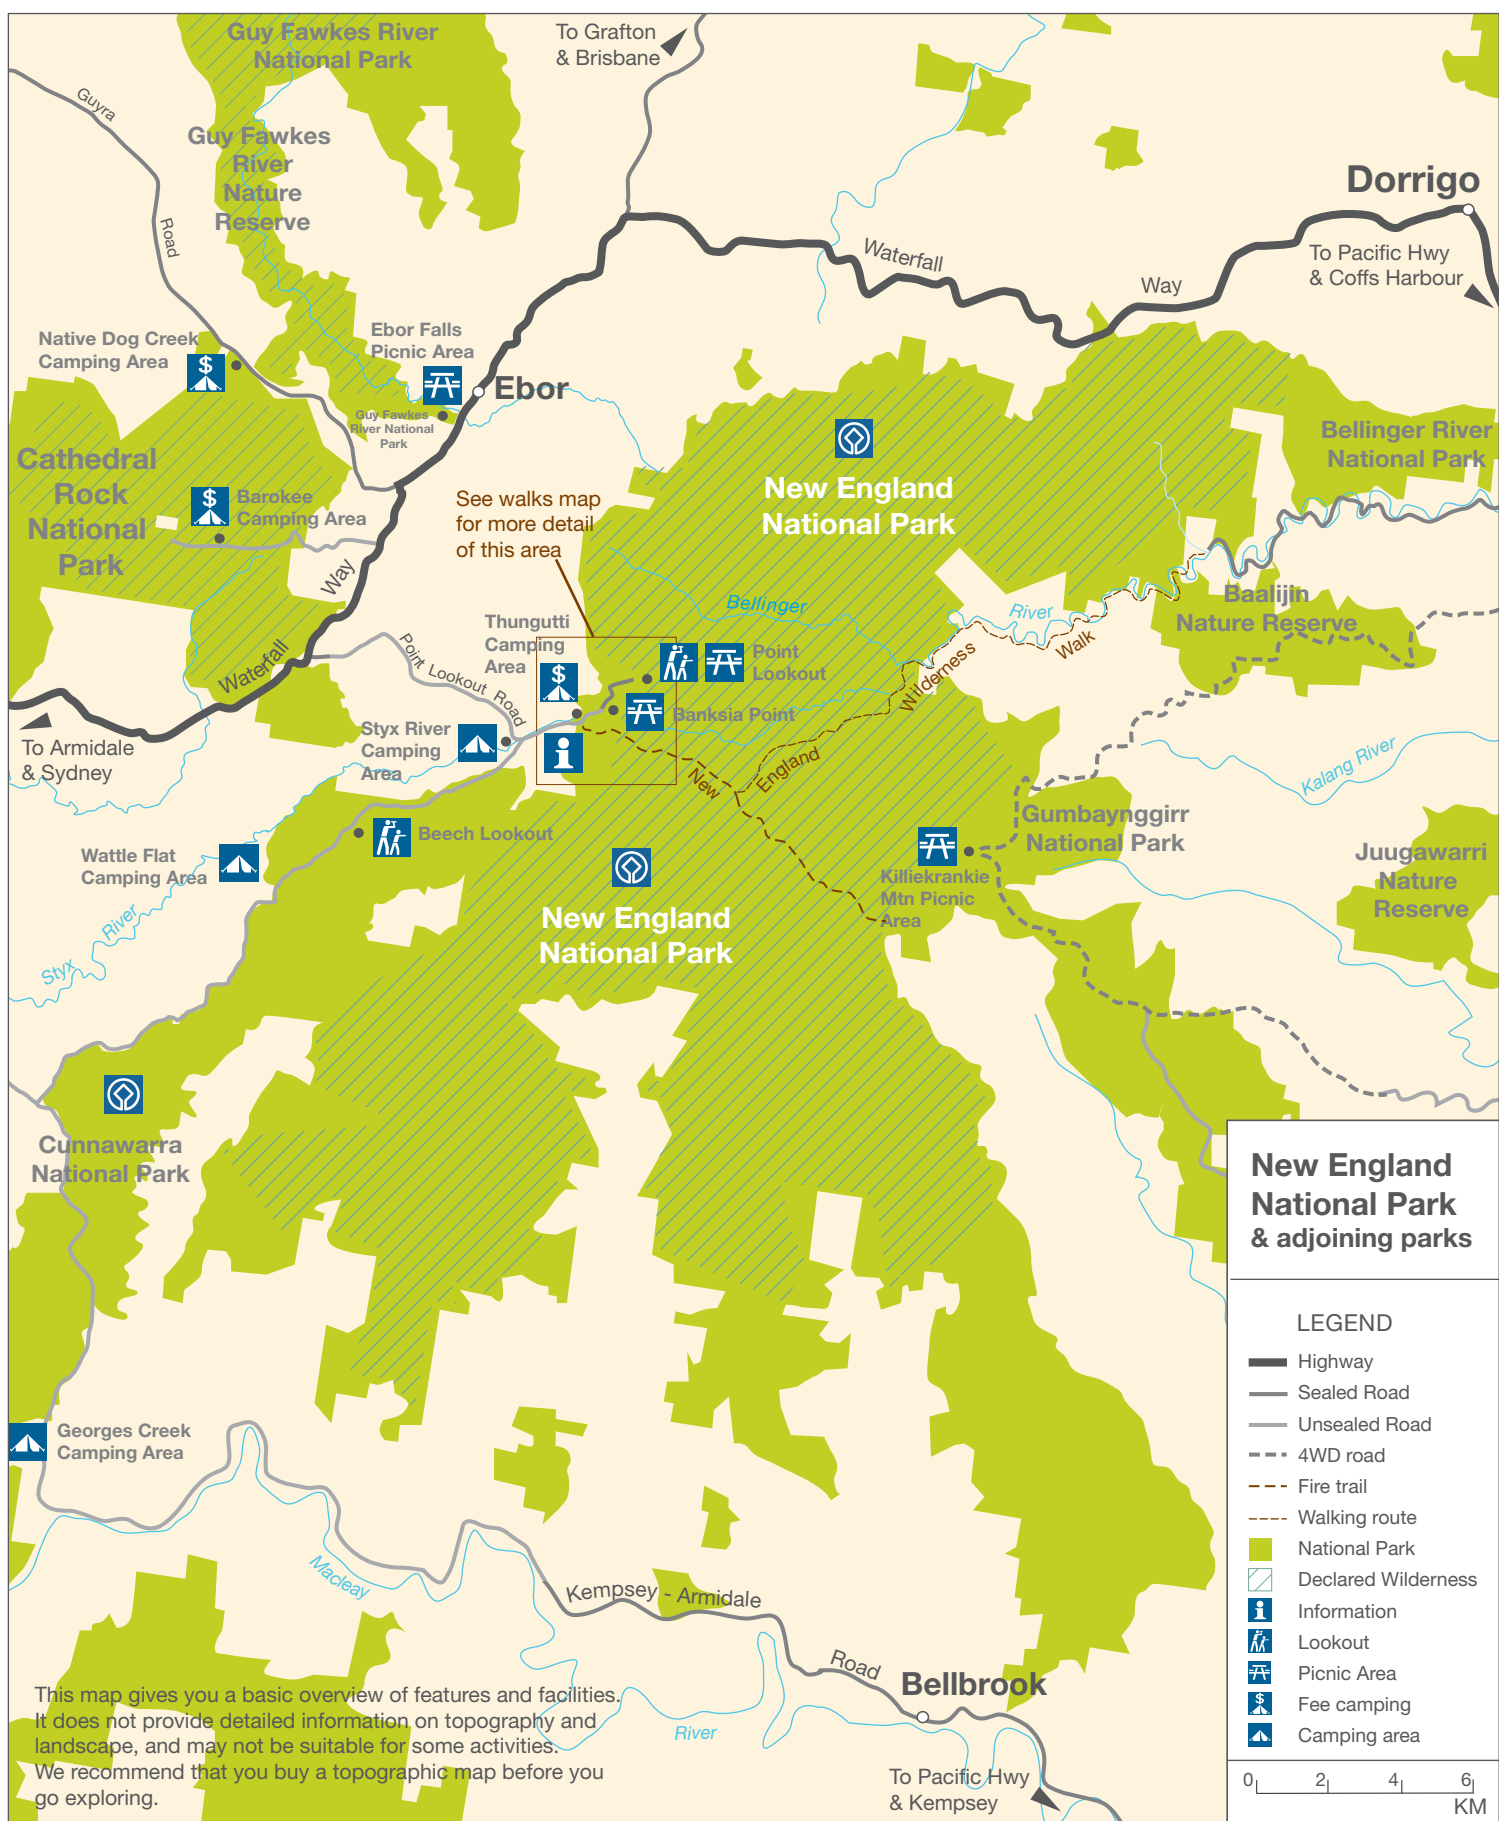 Guy Fawkes River
National Park
To Grafton
& Brisbane
Guyra
Road
Guy Fawkes
River
Nature
Reserve
Dorrigo
To Pacific Hwy
& Coffs Harbour
Waterfall
Way
Native Dog Creek
Camping Area
Ebor Falls
Picnic Area
Ebor
Guy Fawkes
River National
Park
Cathedral
Rock
National
Park
Barokee
Camping Area
See walks map
for more detail
of this area
New England
National Park
Bellinger River
National Park
Way
Waterfall
Bellinger
River
Baalijin
Nature Reserve
Thungutti
Camping
Area
Point
Lookout
Point Lookout Road
Wilderness
Walk
Banksia Point
To Armidale
& Sydney
Styx River
Camping
Area
New
England
Kalang River
Gumbaynggirr
National Park
Beech Lookout
Wattle Flat
Camping Area
Killiekrankie
Mtn Picnic
Area
Juugawarri
Nature
Reserve
New England
National Park
Styx
River
Cunnawarra
National Park
Georges Creek
Camping Area
Macleay
Kempsey - Armidale
Road
Bellbrook
River
To Pacific Hwy
& Kempsey
This map gives you a basic overview of features and facilities.
It does not provide detailed information on topography and
landscape, and may not be suitable for some activities.
We recommend that you buy a topographic map before you
go exploring.
New England
National Park
& adjoining parks
LEGEND
Highway
Sealed Road
Unsealed Road
4WD road
Fire trail
Walking route
National Park
Declared Wilderness
Information
Lookout
Picnic Area
Fee camping
Camping area
0 2 4 6
KM